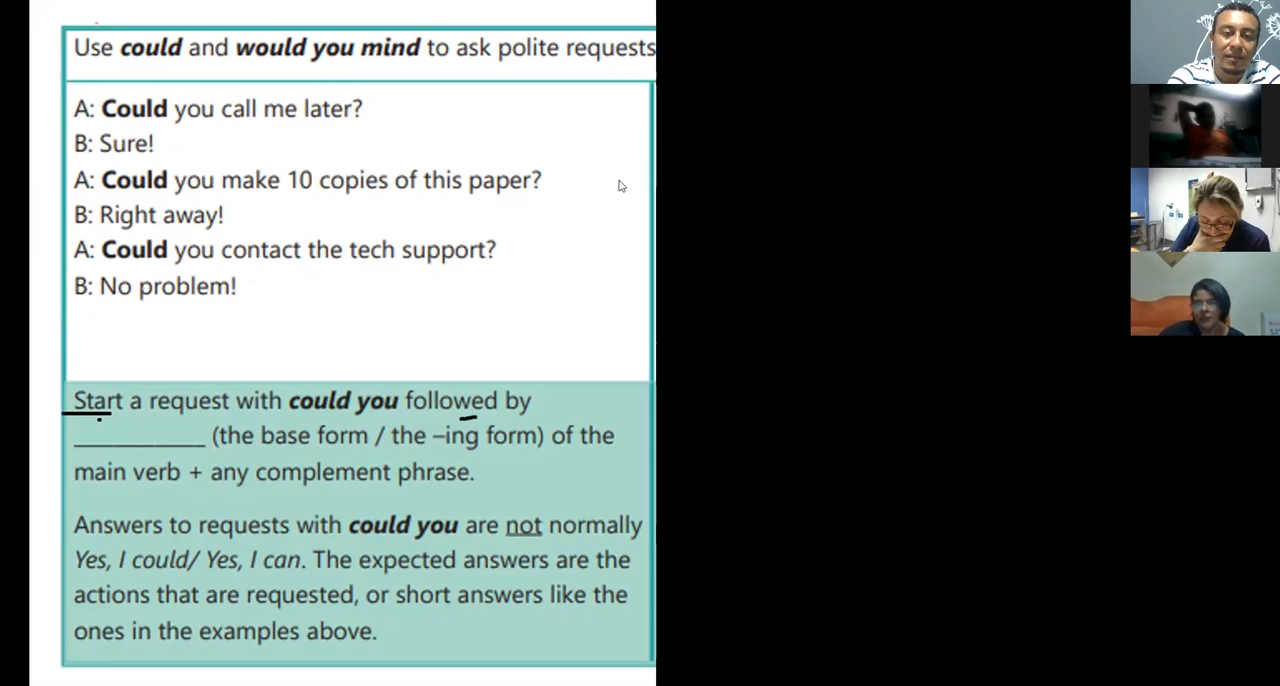 Use could and would you mind to ask polite requests
A: Could you call me later?
B: Sure!
A: Could you make 10 copies of this paper?
B: Right away!
A: Could you contact the tech support?
B: No problem!
Start a request with could you followed by
___________ (the base form / the –ing form) of the
main verb + any complement phrase.
Answers to requests with could you are not normally
Yes, I could/ Yes, I can. The expected answers are the
actions that are requested, or short answers like the
ones in the examples above.